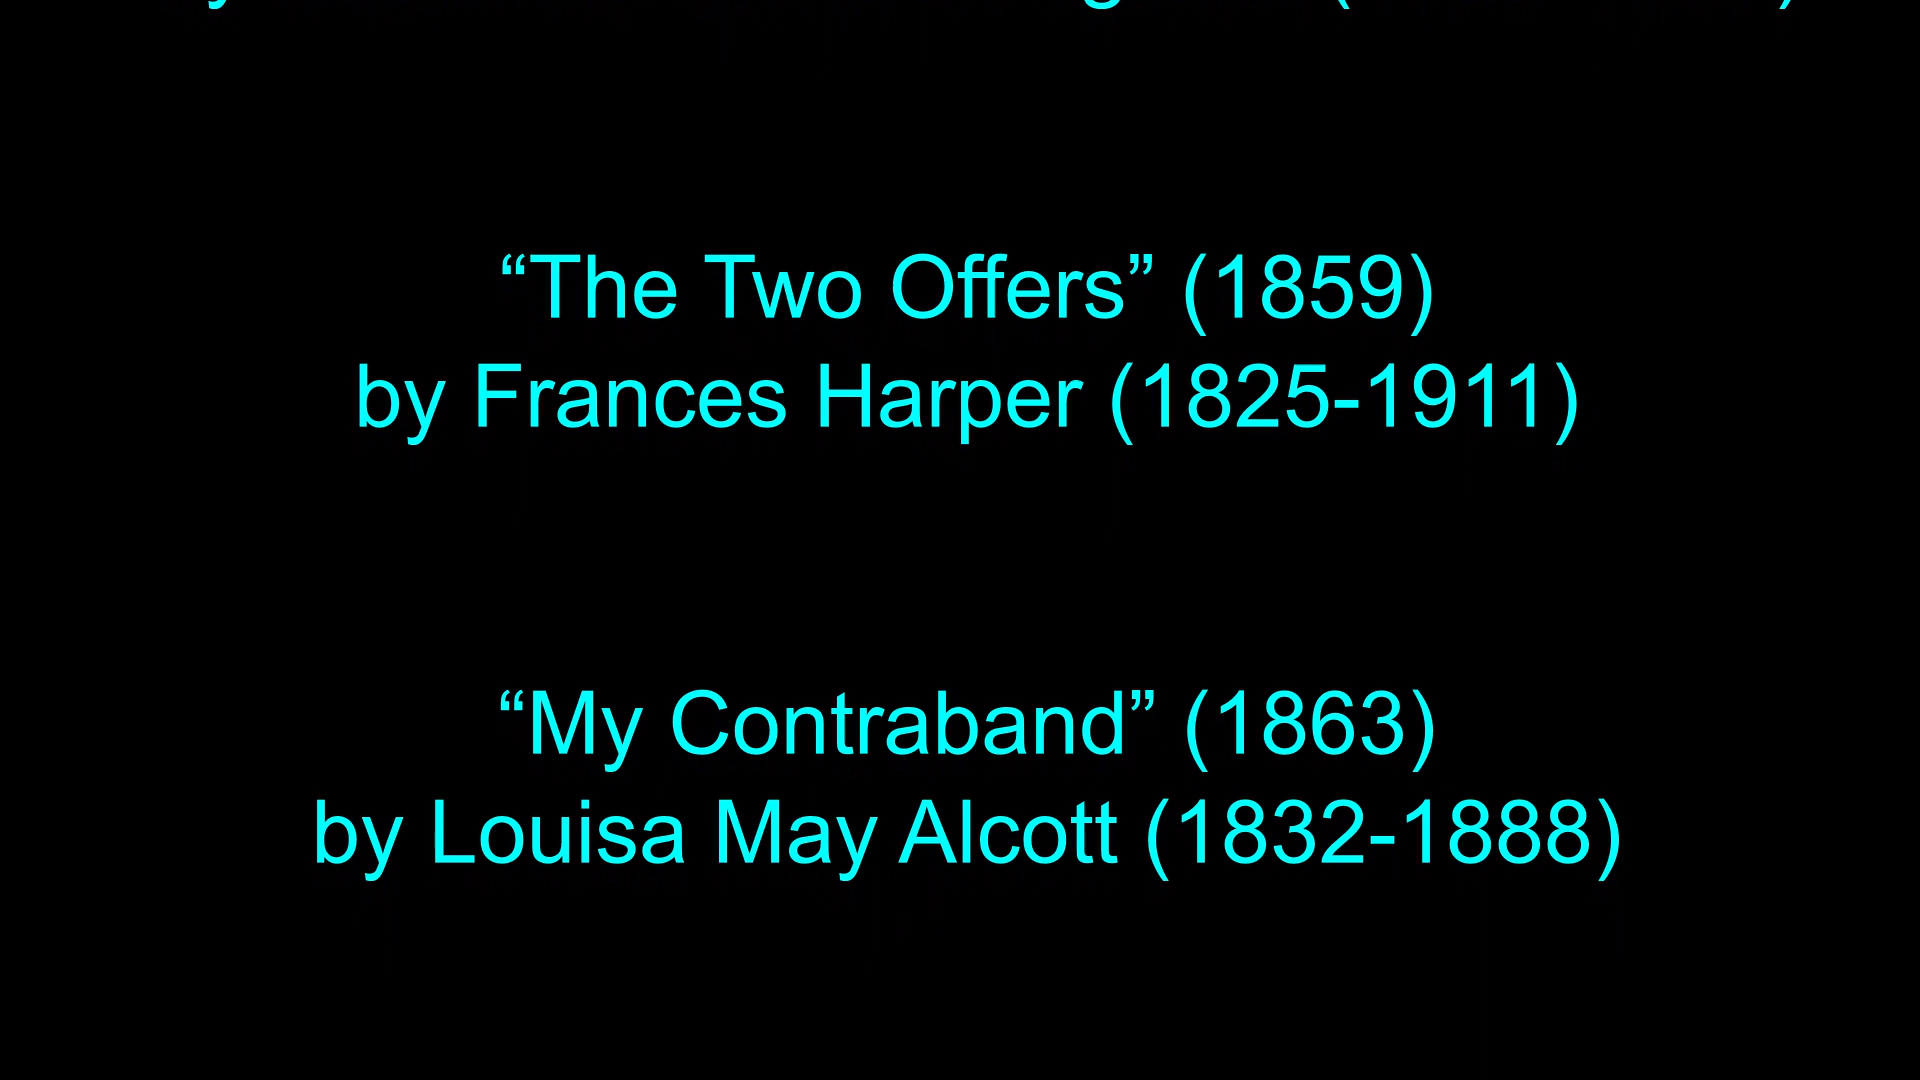 “The Two Offers” (1859)
by Frances Harper (1825-1911)
“My Contraband” (1863)
by Louisa May Alcott (1832-1888)